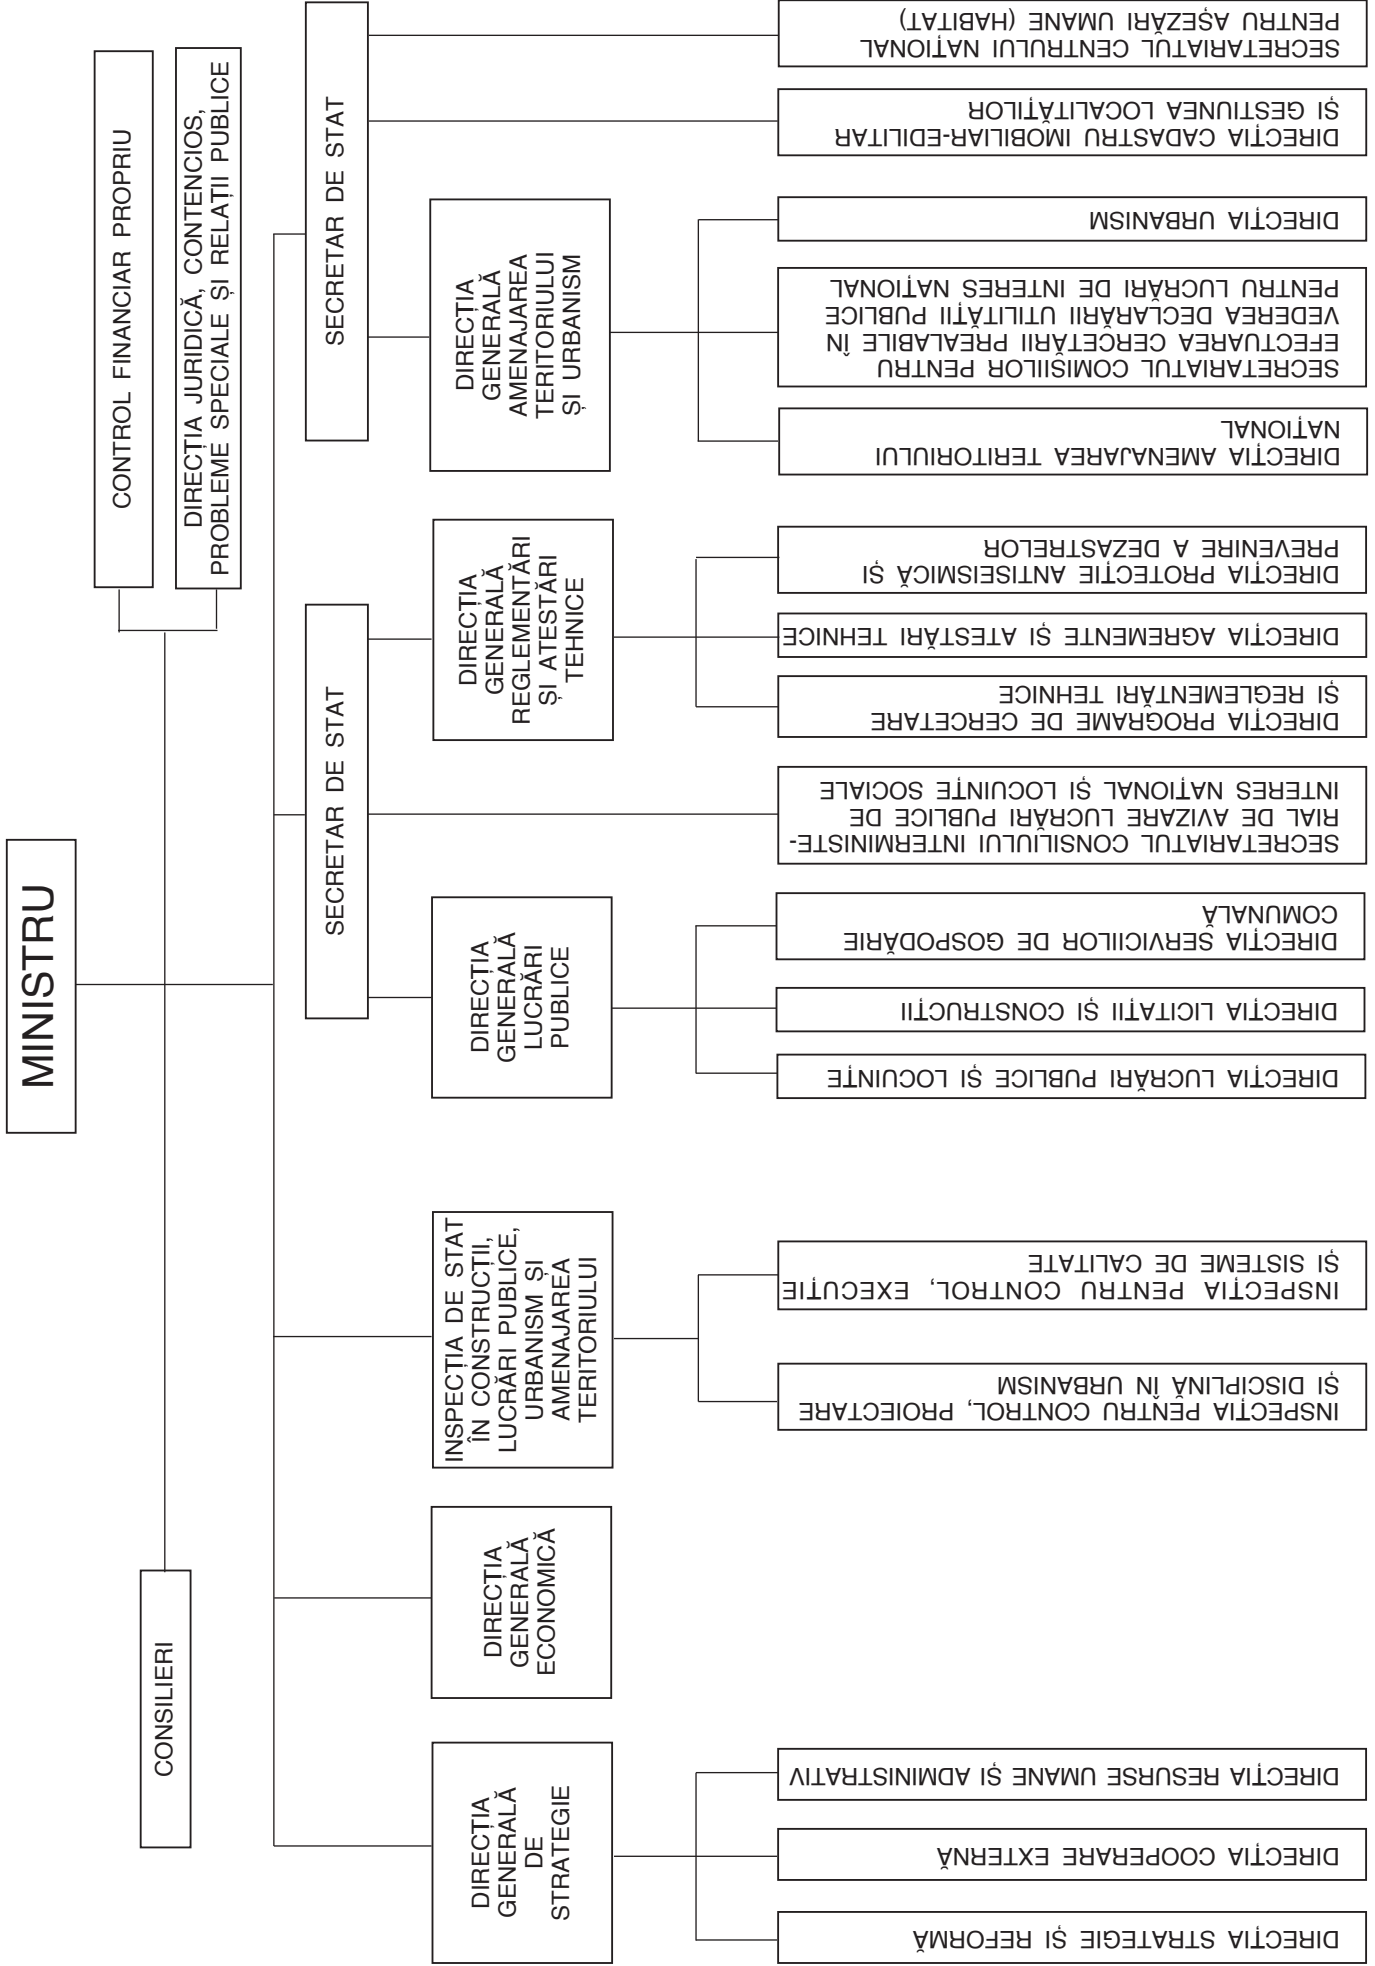 MINISTRU
CONSILIERI
CONTROL FINANCIAR PROPRIU
DIRECȚIA JURIDICĂ, CONTENCIOS,
PROBLEME SPECIALE ȘI RELAȚII PUBLICE
SECRETAR DE STAT
SECRETAR DE STAT
DIRECȚIA
GENERALĂ
DE
STRATEGIE
DIRECȚIA
GENERALĂ
ECONOMICĂ
INSPECȚIA DE STAT
ÎN CONSTRUCȚII,
LUCRĂRI PUBLICE,
URBANISM ȘI
AMENAJAREA
TERITORIULUI
DIRECȚIA
GENERALĂ
LUCRĂRI
PUBLICE
DIRECȚIA
GENERALĂ
REGLEMENTĂRI
ȘI ATESTĂRI
TEHNICE
DIRECȚIA
GENERALĂ
AMENAJAREA
TERITORIULUI
ȘI URBANISM
DIRECȚIA STRATEGIE ȘI REFORMĂ
DIRECȚIA COOPERARE EXTERNĂ
DIRECȚIA RESURSE UMANE ȘI ADMINISTRATIV
INSPECȚIA PENTRU CONTROL, PROIECTARE
ȘI DISCIPLINĂ ÎN URBANISM
INSPECȚIA PENTRU CONTROL, EXECUȚIE
ȘI SISTEME DE CALITATE
DIRECȚIA LUCRĂRI PUBLICE ȘI LOCUINȚE
DIRECȚIA LICITAȚII ȘI CONSTRUCȚII
DIRECȚIA SERVICIILOR DE GOSPODĂRIE
COMUNALĂ
SECRETARIATUL CONSILIULUI INTERMINISTE-
RIAL DE AVIZARE LUCRĂRI PUBLICE DE
INTERES NAȚIONAL ȘI LOCUINȚE SOCIALE
DIRECȚIA PROGRAME DE CERCETARE
ȘI REGLEMENTĂRI TEHNICE
DIRECȚIA AGREMENTE ȘI ATESTĂRI TEHNICE
DIRECȚIA PROTECȚIE ANTISEISMICĂ ȘI
PREVENIRE A DEZASTRELOR
DIRECȚIA AMENAJAREA TERITORIULUI
NAȚIONAL
SECRETARIATUL COMISIILOR PENTRU
EFECTUAREA CERCETĂRII PREALABILE ÎN
VEDEREA DECLARĂRII UTILITĂȚII PUBLICE
PENTRU LUCRĂRI DE INTERES NAȚIONAL
DIRECȚIA URBANISM
DIRECȚIA CADASTRU IMOBILIAR-EDILITAR
ȘI GESTIUNEA LOCALITĂȚILOR
SECRETARIATUL CENTRULUI NAȚIONAL
PENTRU AȘEZĂRI UMANE (HABITAT)